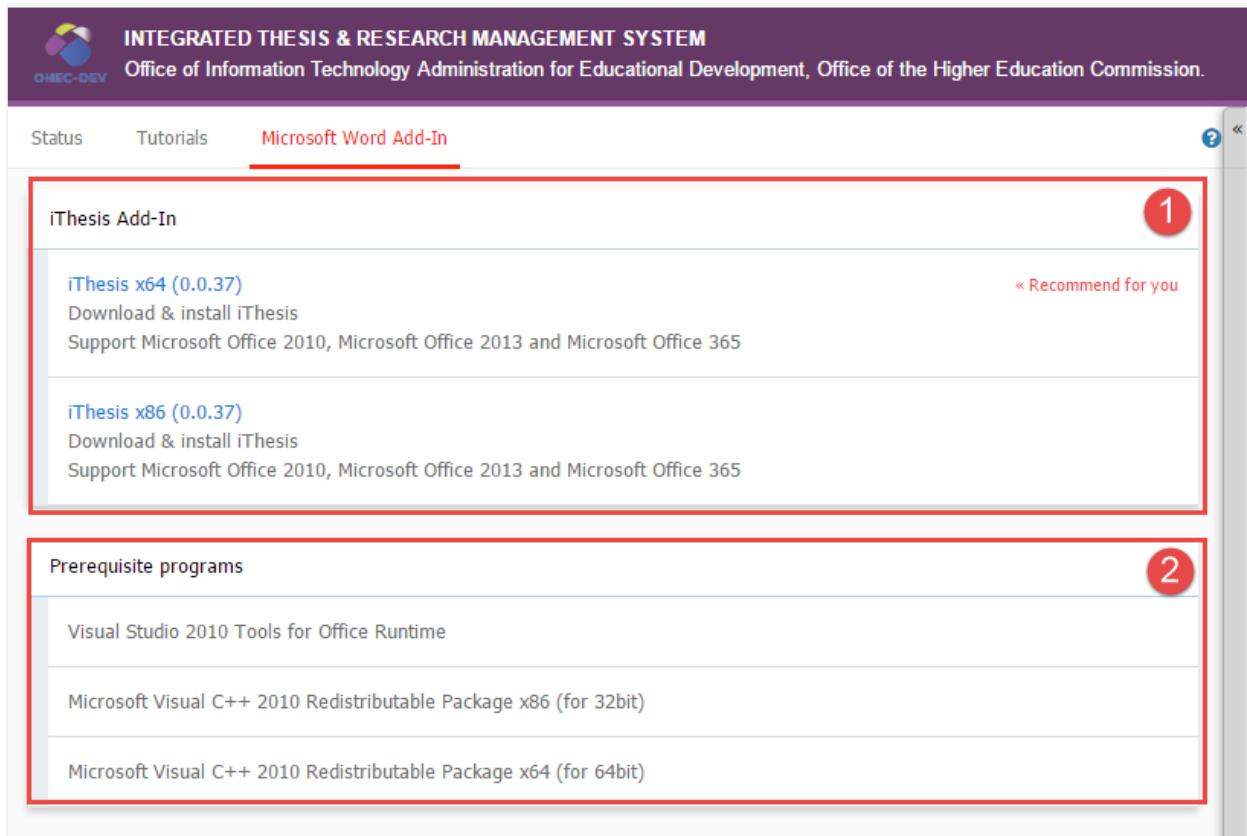 INTEGRATED THESIS & RESEARCH MANAGEMENT SYSTEM
OHEC-DEV
Office of Information Technology Administration for Educational Development, Office of the Higher Education Commission.
Status Tutorials Microsoft Word Add-In ? «
iThesis Add-In 1
iThesis x64 (0.0.37) « Recommend for you
Download & install iThesis
Support Microsoft Office 2010, Microsoft Office 2013 and Microsoft Office 365
iThesis x86 (0.0.37)
Download & install iThesis
Support Microsoft Office 2010, Microsoft Office 2013 and Microsoft Office 365
Prerequisite programs 2
Visual Studio 2010 Tools for Office Runtime
Microsoft Visual C++ 2010 Redistributable Package x86 (for 32bit)
Microsoft Visual C++ 2010 Redistributable Package x64 (for 64bit)